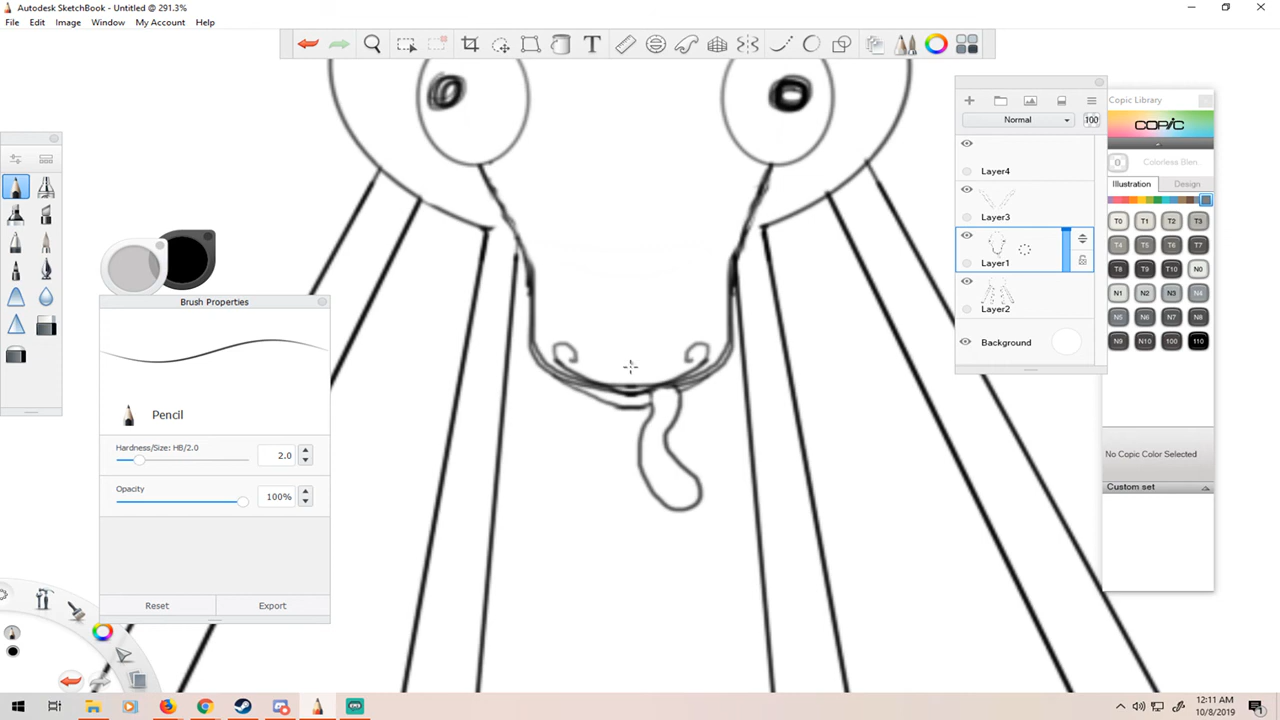 Autodesk SketchBook - Untitled @ 291.3%
File Edit Image Window My Account Help
Normal 100
Layer4
Layer3
Layer1
Layer2
Background
Copic Library
COPIC
0 Colorless Blen
Illustration Design
T0 T1 T2 T3
T4 T5 T6 T7
T8 T9 T10 N0
N1 N2 N3 N4
N5 N6 N7 N8
N9 N10 100 110
No Copic Color Selected
Custom set
Brush Properties
Pencil
Hardness/Size: HB/2.0
2.0
Opacity
100%
Reset Export
12:11 AM
10/8/2019
1